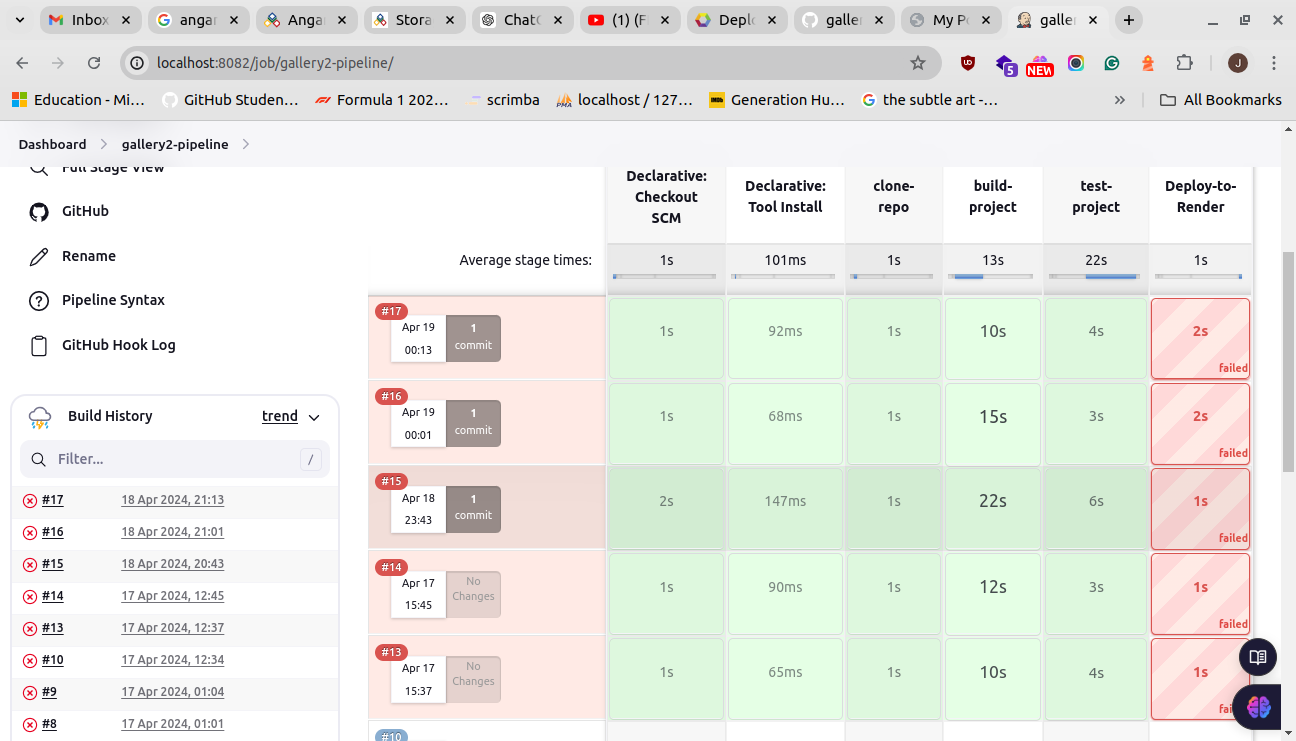 Inbox
angar
Angar
Stora
ChatG
(1) (F
Deplo
galler
My Po
galler
localhost:8082/job/gallery2-pipeline/
5
NEW
J
Education - Mi...
GitHub Studen...
Formula 1 202...
scrimba
localhost / 127...
Generation Hu...
the subtle art -...
»
All Bookmarks
Dashboard
gallery2-pipeline
Full Stage View
GitHub
Rename
Pipeline Syntax
GitHub Hook Log
Build History
trend
Filter...
/
#17 18 Apr 2024, 21:13
#16 18 Apr 2024, 21:01
#15 18 Apr 2024, 20:43
#14 17 Apr 2024, 12:45
#13 17 Apr 2024, 12:37
#10 17 Apr 2024, 12:34
#9 17 Apr 2024, 01:04
#8 17 Apr 2024, 01:01
Declarative:
Checkout
SCM
Declarative:
Tool Install
clone-
repo
build-
project
test-
project
Deploy-to-
Render
Average stage times:
1s
101ms
1s
13s
22s
1s
#17
Apr 19
00:13
1
commit
1s
92ms
1s
10s
4s
2s
failed
#16
Apr 19
00:01
1
commit
1s
68ms
1s
15s
3s
2s
failed
#15
Apr 18
23:43
1
commit
2s
147ms
1s
22s
6s
1s
failed
#14
Apr 17
15:45
No
Changes
1s
90ms
1s
12s
3s
1s
failed
#13
Apr 17
15:37
No
Changes
1s
65ms
1s
10s
4s
1s
#10